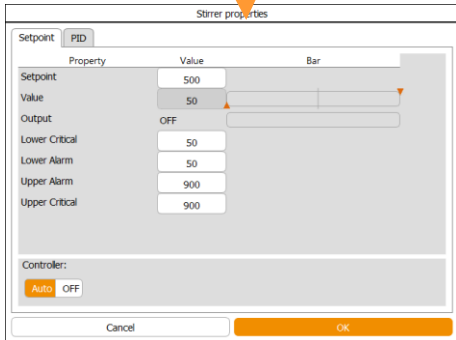 Stirrer properties
Setpoint PID
Property Value Bar
Setpoint 500
Value 50
Output OFF
Lower Critical 50
Lower Alarm 50
Upper Alarm 900
Upper Critical 900
Controller:
Auto OFF
Cancel OK